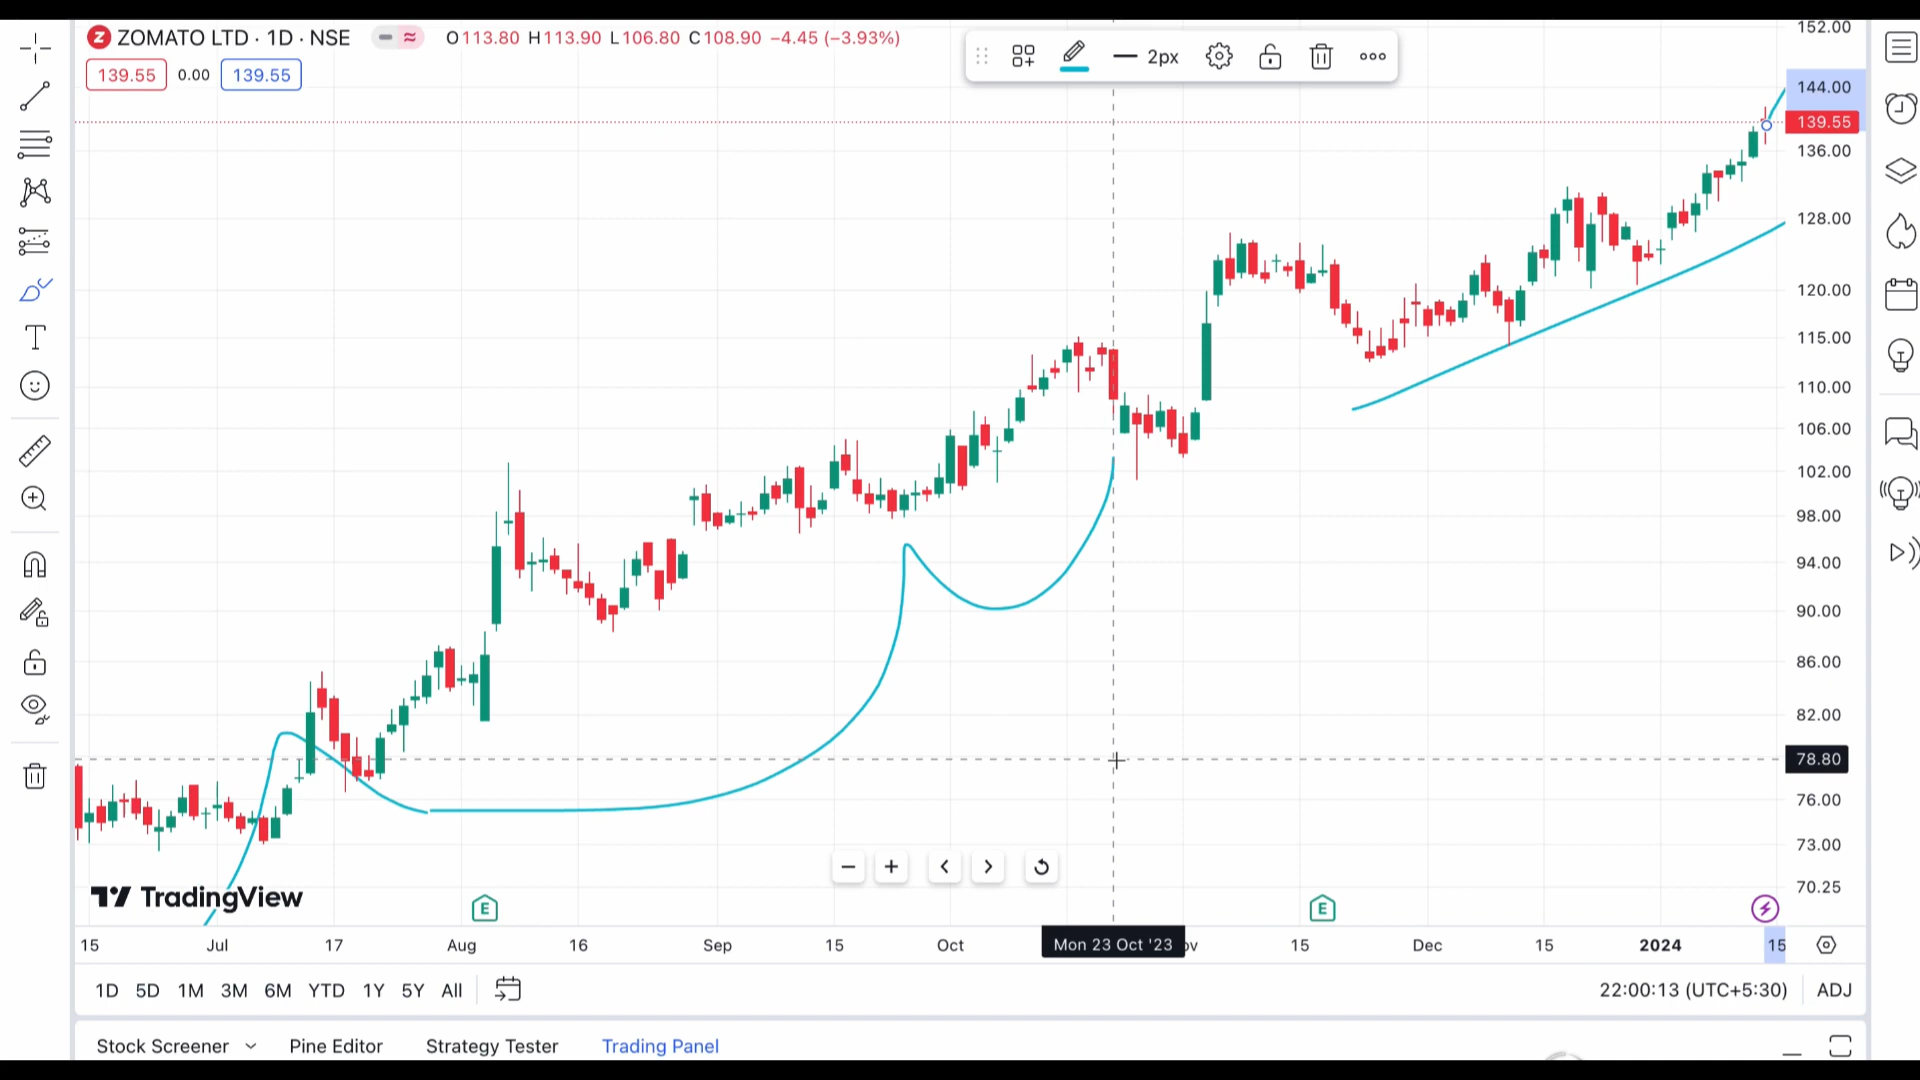 ZOMATO LTD · 1D · NSE O113.80 H113.90 L106.80 C108.90 −4.45 (−3.93%)
139.55 0.00 139.55
2px
152.00
144.00
139.55
136.00
128.00
120.00
115.00
110.00
106.00
102.00
98.00
94.00
90.00
86.00
82.00
78.80
76.00
73.00
70.25
TradingView
E E
15 Jul 17 Aug 16 Sep 15 Oct Mon 23 Oct '23 ov 15 Dec 15 2024 15
1D 5D 1M 3M 6M YTD 1Y 5Y All 22:00:13 (UTC+5:30) ADJ
Stock Screener Pine Editor Strategy Tester Trading Panel